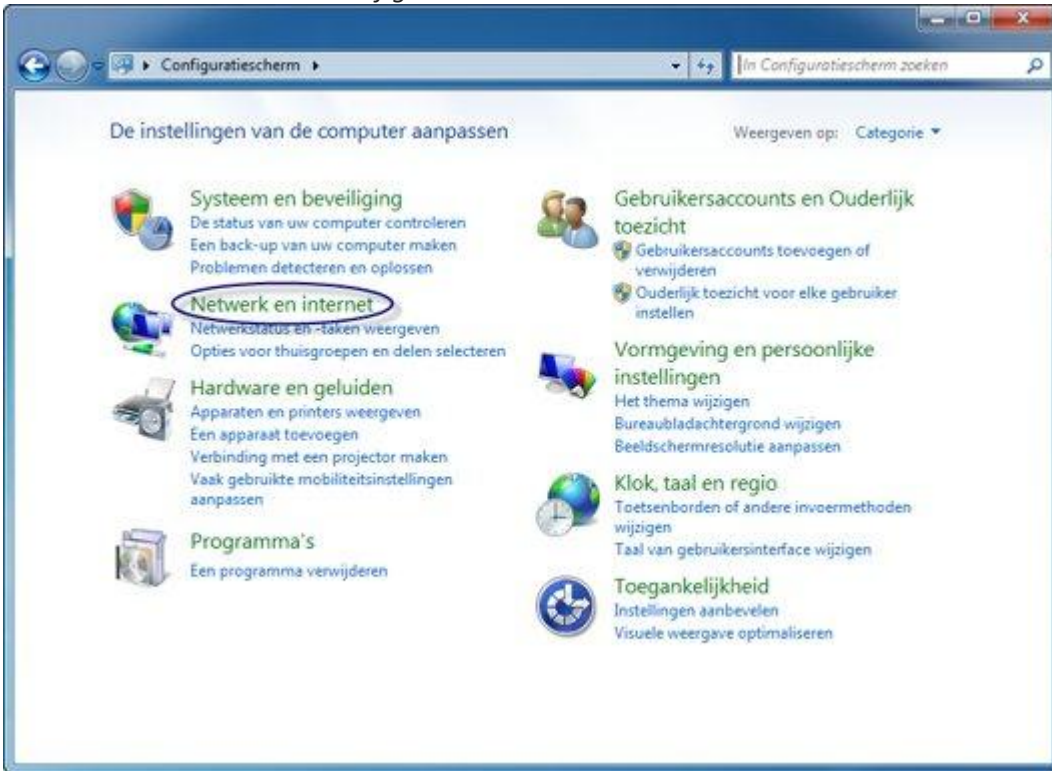 Configuratiescherm
In Configuratiescherm zoeken
De instellingen van de computer aanpassen
Weergeven op: Categorie
Systeem en beveiliging
De status van uw computer controleren
Een back-up van uw computer maken
Problemen detecteren en oplossen
Netwerk en internet
Netwerkstatus en -taken weergeven
Opties voor thuisgroepen en delen selecteren
Hardware en geluiden
Apparaten en printers weergeven
Een apparaat toevoegen
Verbinding met een projector maken
Vaak gebruikte mobiliteitsinstellingen
aanpassen
Programma's
Een programma verwijderen
Gebruikersaccounts en Ouderlijk
toezicht
Gebruikersaccounts toevoegen of
verwijderen
Ouderlijk toezicht voor elke gebruiker
instellen
Vormgeving en persoonlijke
instellingen
Het thema wijzigen
Bureaubladachtergrond wijzigen
Beeldschermresolutie aanpassen
Klok, taal en regio
Toetsenborden of andere invoermethoden
wijzigen
Taal van gebruikersinterface wijzigen
Toegankelijkheid
Instellingen aanbevelen
Visuele weergave optimaliseren